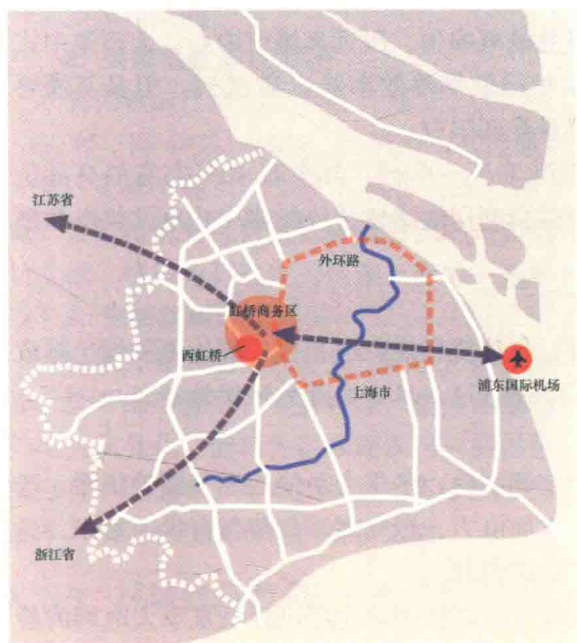 江苏省
外环路
虹桥商务区
西虹桥
浦东国际机场
上海市
浙江省